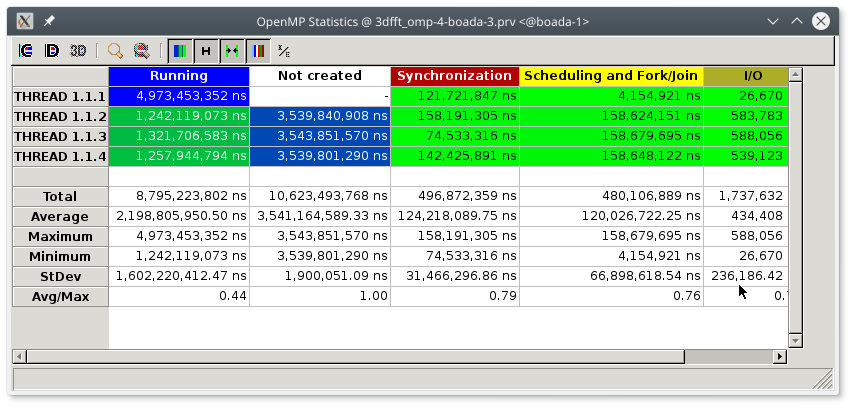 OpenMP Statistics @ 3dfft_omp-4-boada-3.prv <@boada-1>
3D
Running Not created Synchronization Scheduling and Fork/Join I/O
THREAD 1.1.1 4,973,453,352 ns - 121,721,847 ns 4,154,921 ns 26,670
THREAD 1.1.2 1,242,119,073 ns 3,539,840,908 ns 158,191,305 ns 158,624,151 ns 583,783
THREAD 1.1.3 1,321,706,583 ns 3,543,851,570 ns 74,533,316 ns 158,679,695 ns 588,056
THREAD 1.1.4 1,257,944,794 ns 3,539,801,290 ns 142,425,891 ns 158,648,122 ns 539,123
Total 8,795,223,802 ns 10,623,493,768 ns 496,872,359 ns 480,106,889 ns 1,737,632
Average 2,198,805,950.50 ns 3,541,164,589.33 ns 124,218,089.75 ns 120,026,722.25 ns 434,408
Maximum 4,973,453,352 ns 3,543,851,570 ns 158,191,305 ns 158,679,695 ns 588,056
Minimum 1,242,119,073 ns 3,539,801,290 ns 74,533,316 ns 4,154,921 ns 26,670
StDev 1,602,220,412.47 ns 1,900,051.09 ns 31,466,296.86 ns 66,898,618.54 ns 236,186.42
Avg/Max 0.44 1.00 0.79 0.76